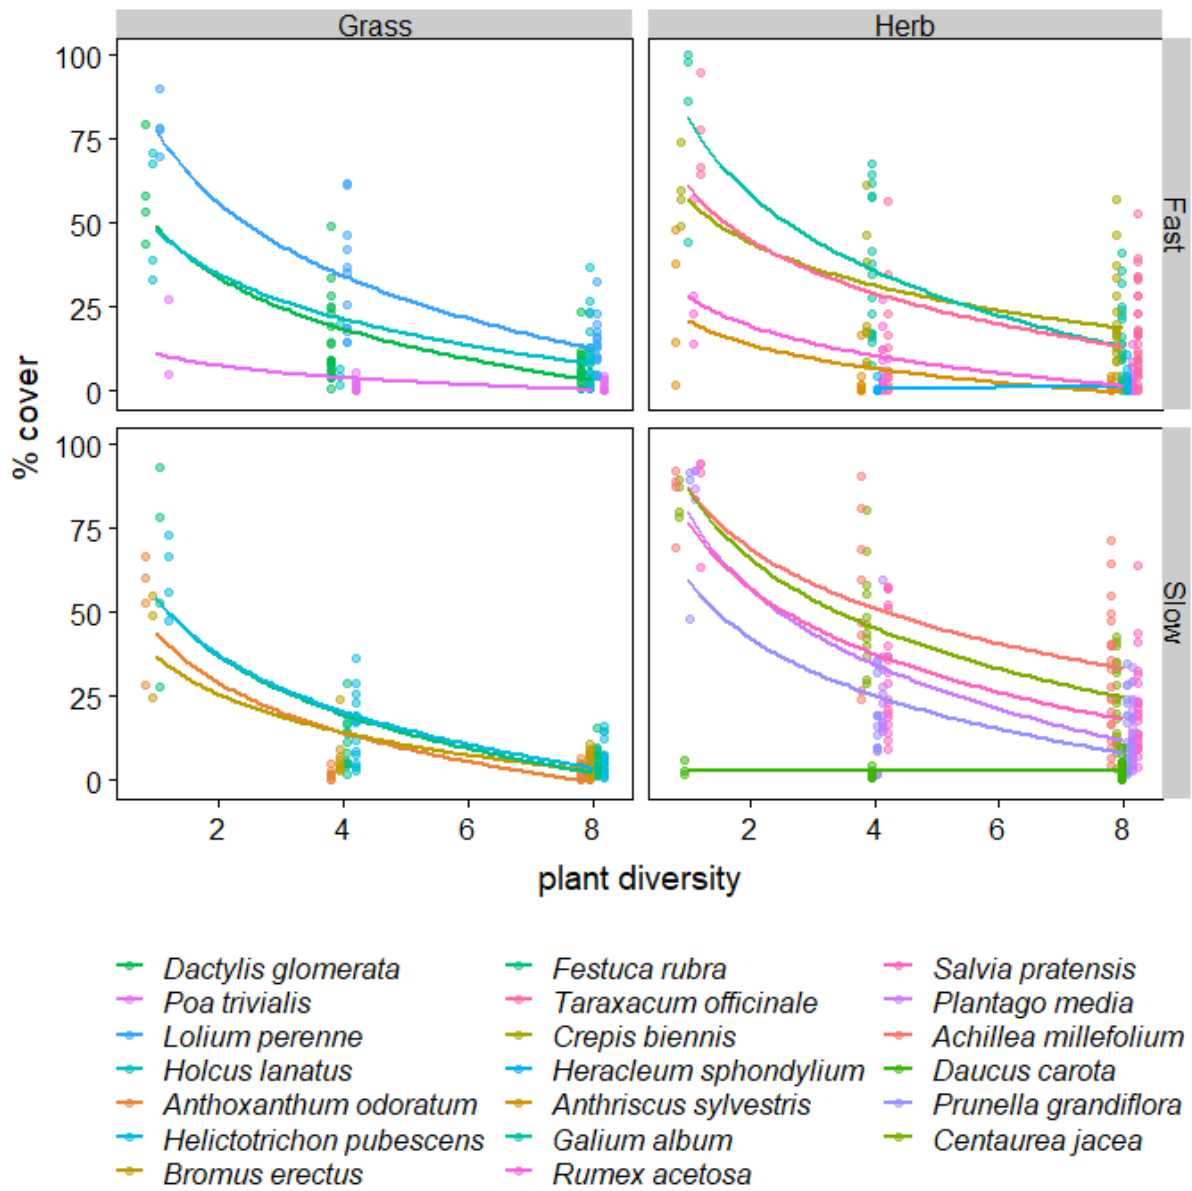 Grass Herb
100
75
50
25
0
Fast
% cover
100
75
50
25
0
Slow
2 4 6 8 2 4 6 8
plant diversity
Dactylis glomerata Festuca rubra Salvia pratensis
Poa trivialis Taraxacum officinale Plantago media
Lolium perenne Crepis biennis Achillea millefolium
Holcus lanatus Heracleum sphondylium Daucus carota
Anthoxanthum odoratum Anthriscus sylvestris Prunella grandiflora
Helictotrichon pubescens Galium album Centaurea jacea
Bromus erectus Rumex acetosa